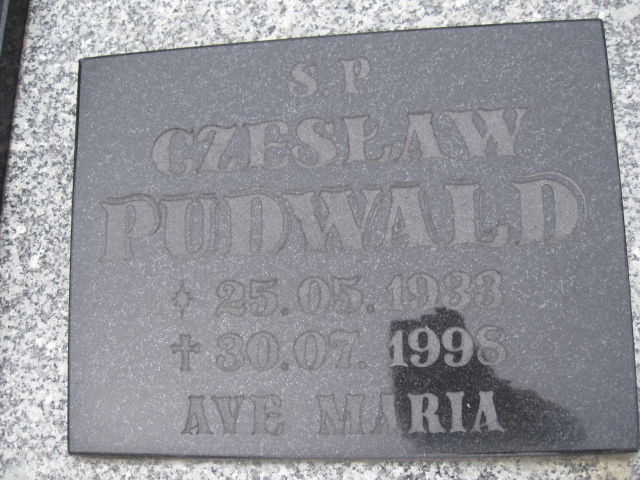 S.P.
CZESŁAW
PUDWALD
✧ 25.05.1933
✝ 30.07.1998
AVE MARIA